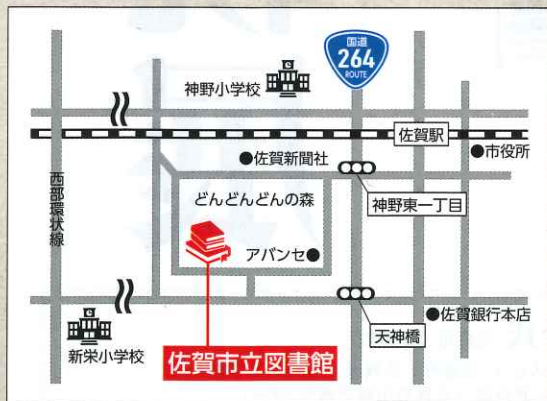 国道
264
ROUTE
神野小学校
佐賀駅
佐賀新聞社
市役所
西部環状線
どんどんどんの森
神野東一丁目
アバンセ
佐賀銀行本店
天神橋
新栄小学校
佐賀市立図書館